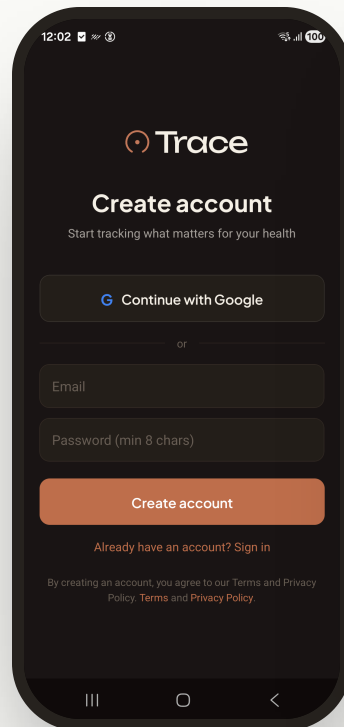 12:02
100
Trace
Create account
Start tracking what matters for your health
G Continue with Google
or
Email
Password (min 8 chars)
Create account
Already have an account? Sign in
By creating an account, you agree to our Terms and Privacy
Policy. Terms and Privacy Policy.